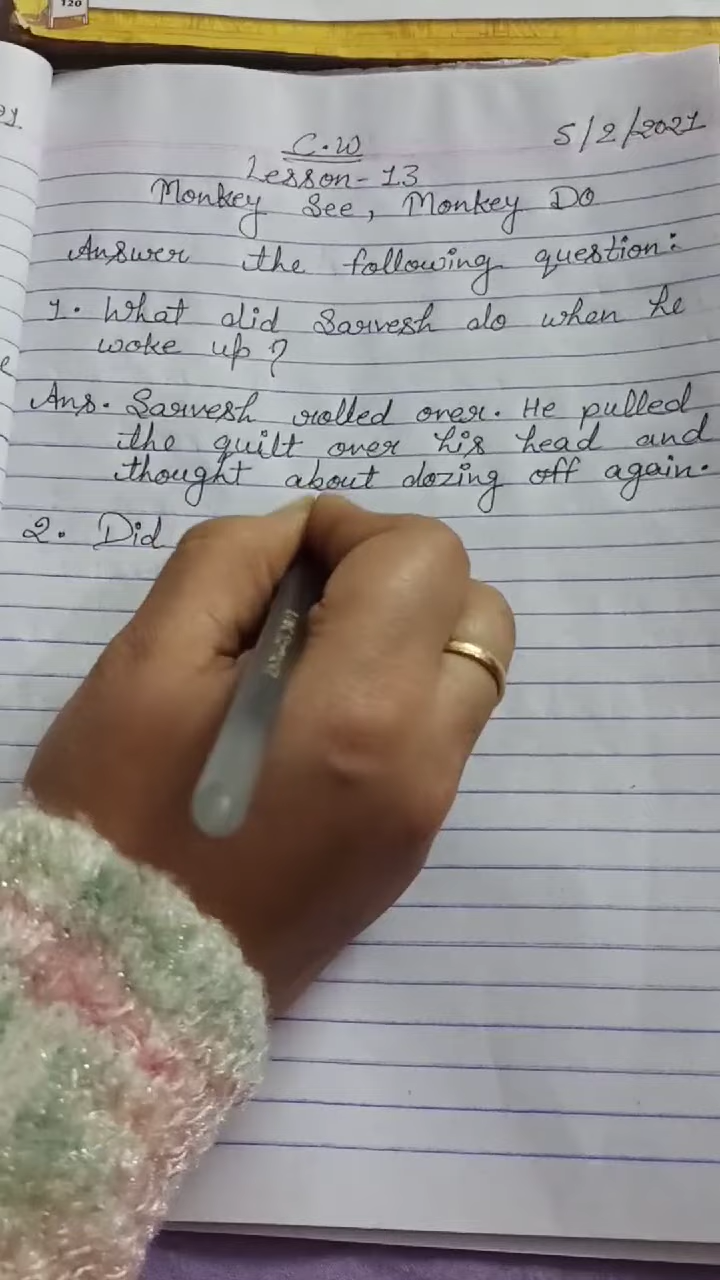 120
C.W
5/2/2021
Lesson-13
Monkey See, Monkey Do
Answer the following question:
1. What did Sarvesh do when he
woke up?
Ans. Sarvesh rolled over. He pulled
the quilt over his head and
thought about dozing off again.
2. Did